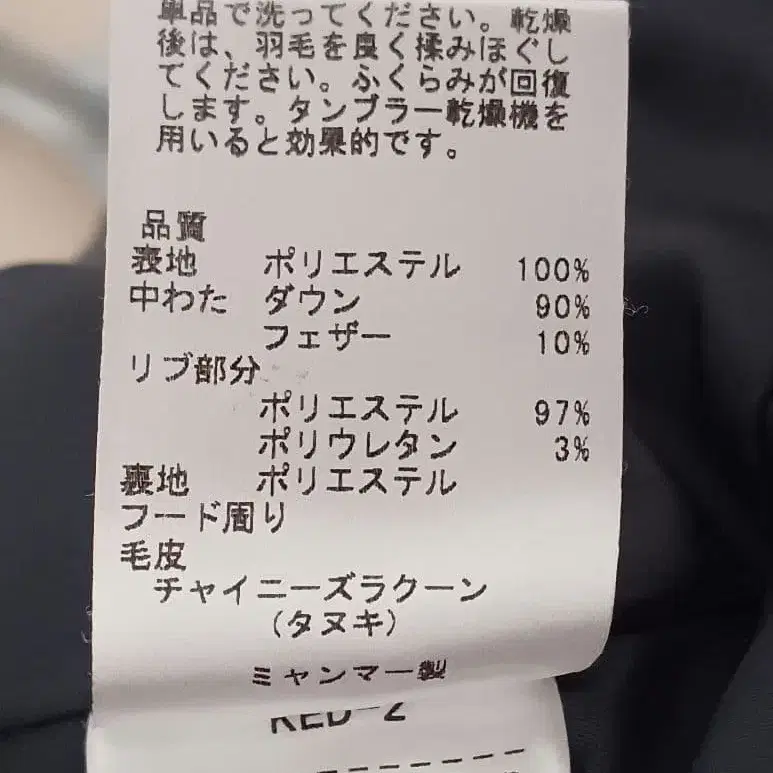 単品で洗ってください。乾燥
後は、羽毛を良く揉みほぐし
てください。ふくらみが回復
します。タンブラー乾燥機を
用いると効果的です。
品質
表地 ポリエステル 100%
中わた ダウン 90%
フェザー 10%
リブ部分
ポリエステル 97%
ポリウレタン 3%
裏地 ポリエステル
フード周り
毛皮
チャイニーズラクーン
(タヌキ)
ミャンマー製
RED-2